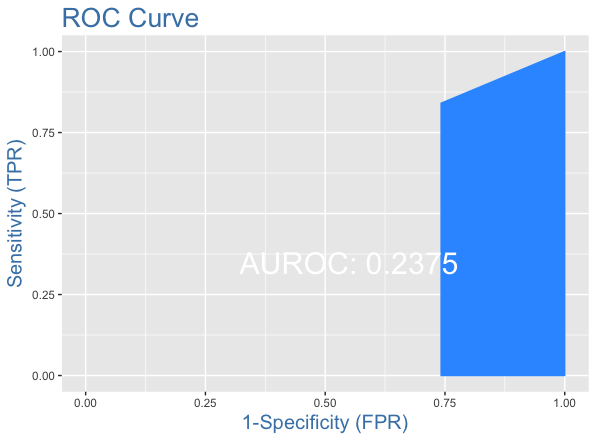 ROC Curve
1.00
0.75
0.50
0.25
0.00
Sensitivity (TPR)
AUROC: 0.2375
0.00 0.25 0.50 0.75 1.00
1-Specificity (FPR)